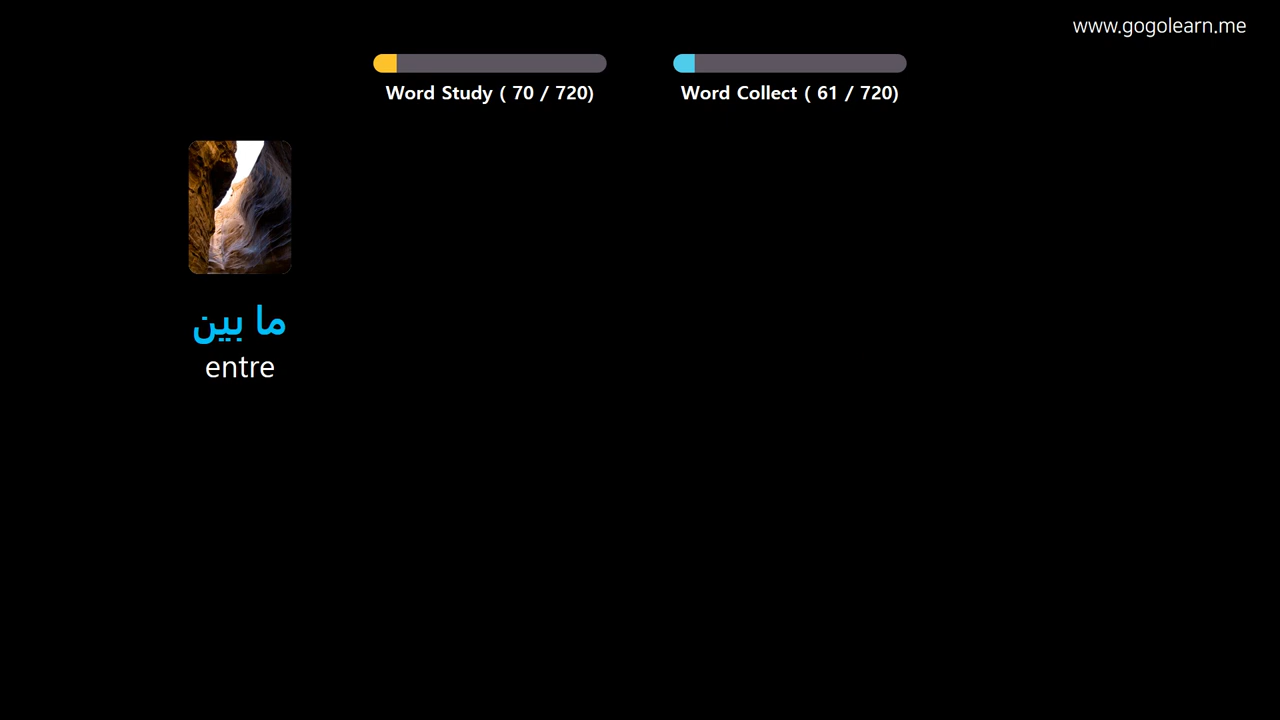 www.gogolearn.me
Word Study ( 70 / 720)
Word Collect ( 61 / 720)
ما بين
entre